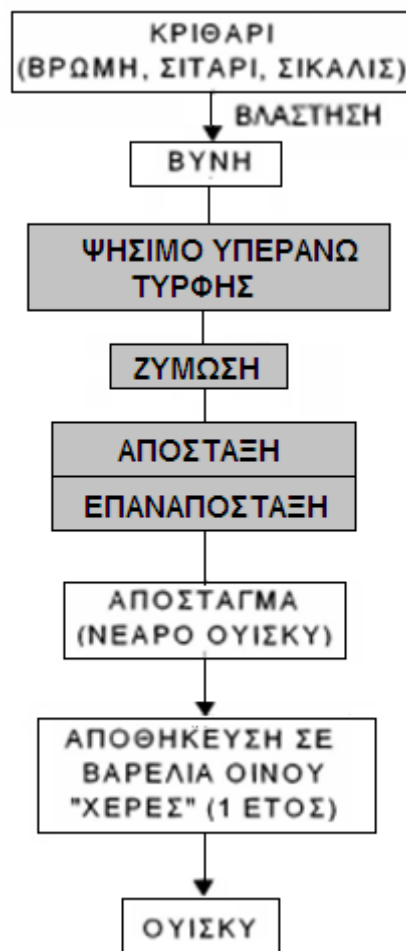 ΚΡΙΘΑΡΙ
(ΒΡΩΜΗ, ΣΙΤΑΡΙ, ΣΙΚΑΛΙΣ)
ΒΛΑΣΤΗΣΗ
ΒΥΝΗ
ΨΗΣΙΜΟ ΥΠΕΡΑΝΩ
ΤΥΡΦΗΣ
ΖΥΜΩΣΗ
ΑΠΟΣΤΑΞΗ
ΕΠΑΝΑΠΟΣΤΑΞΗ
ΑΠΟΣΤΑΓΜΑ
(ΝΕΑΡΟ ΟΥΙΣΚΥ)
ΑΠΟΘΗΚΕΥΣΗ ΣΕ
ΒΑΡΕΛΙΑ ΟΙΝΟΥ
"ΧΕΡΕΣ" (1 ΕΤΟΣ)
ΟΥΙΣΚΥ